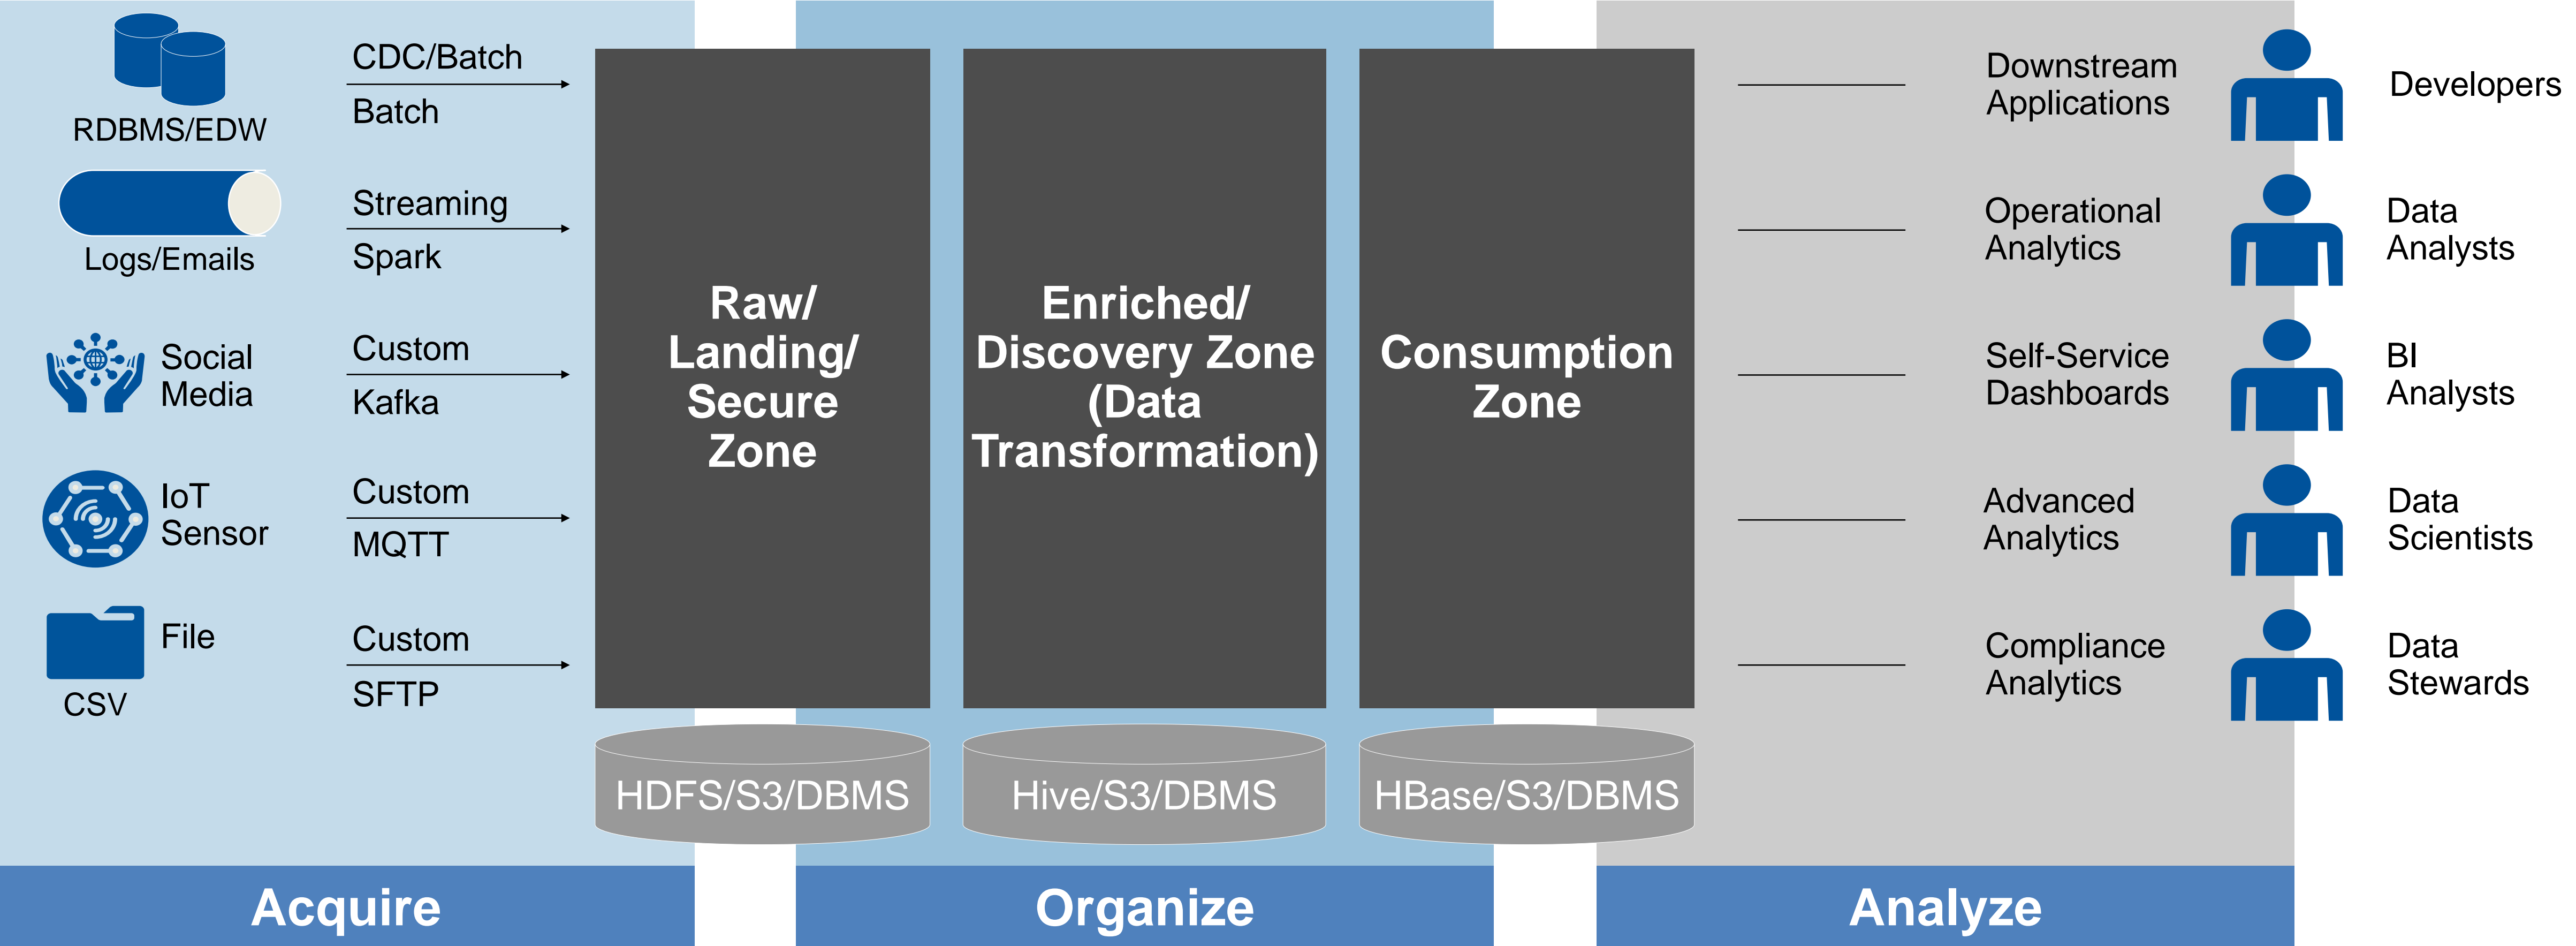 RDBMS/EDW
CDC/Batch
Batch
Logs/Emails
Streaming
Spark
Social
Media
Custom
Kafka
IoT
Sensor
Custom
MQTT
File
CSV
Custom
SFTP
Raw/
Landing/
Secure
Zone
Enriched/
Discovery Zone
(Data
Transformation)
Consumption
Zone
HDFS/S3/DBMS
Hive/S3/DBMS
HBase/S3/DBMS
Downstream
Applications
Developers
Operational
Analytics
Data
Analysts
Self-Service
Dashboards
BI
Analysts
Advanced
Analytics
Data
Scientists
Compliance
Analytics
Data
Stewards
Acquire
Organize
Analyze